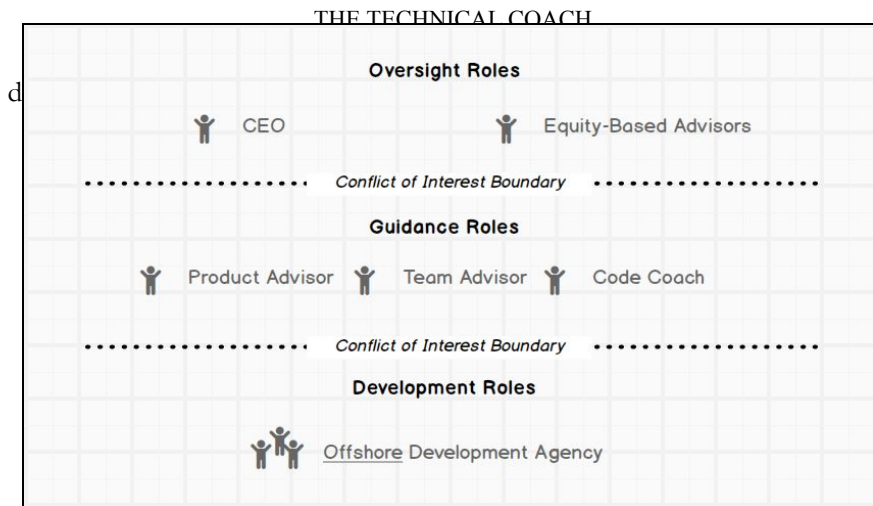 THE TECHNICAL COACH
Oversight Roles
d
CEO Equity-Based Advisors
Conflict of Interest Boundary
Guidance Roles
Product Advisor Team Advisor Code Coach
Conflict of Interest Boundary
Development Roles
Offshore Development Agency